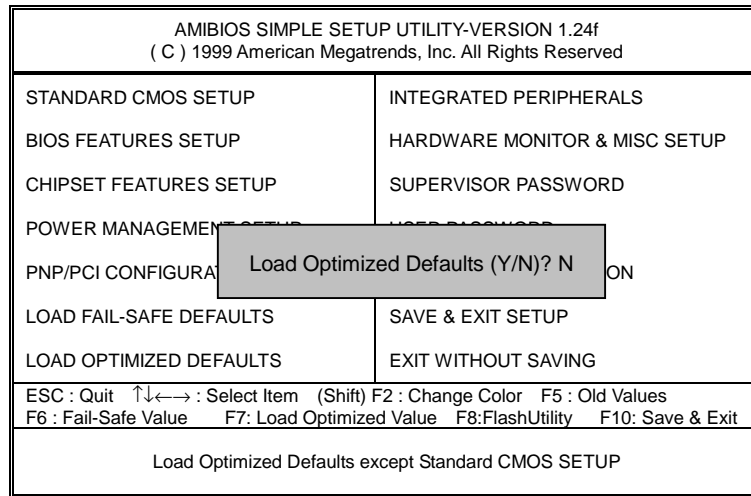 AMIBIOS SIMPLE SETUP UTILITY-VERSION 1.24f
( C ) 1999 American Megatrends, Inc. All Rights Reserved
STANDARD CMOS SETUP
BIOS FEATURES SETUP
CHIPSET FEATURES SETUP
POWER MANAGEMENT SETUP
PNP/PCI CONFIGURAT
LOAD FAIL-SAFE DEFAULTS
LOAD OPTIMIZED DEFAULTS
INTEGRATED PERIPHERALS
HARDWARE MONITOR & MISC SETUP
SUPERVISOR PASSWORD
USER PASSWORD
ON
SAVE & EXIT SETUP
EXIT WITHOUT SAVING
Load Optimized Defaults (Y/N)? N
ESC : Quit ↑↓←→ : Select Item (Shift) F2 : Change Color F5 : Old Values
F6 : Fail-Safe Value F7: Load Optimized Value F8:FlashUtility F10: Save & Exit
Load Optimized Defaults except Standard CMOS SETUP